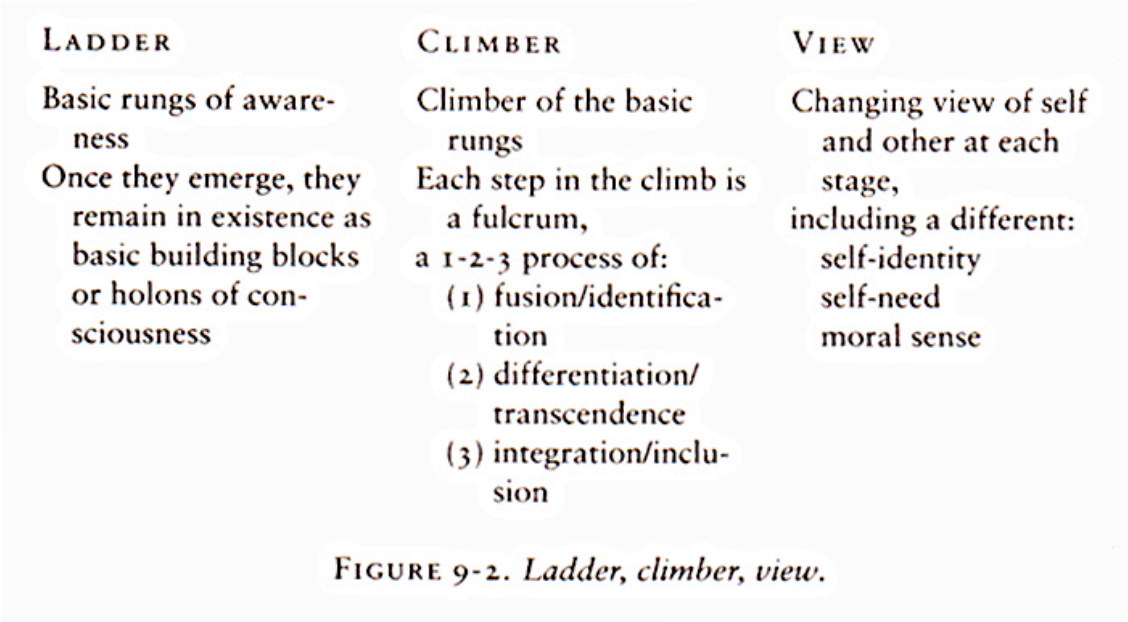 LADDER
Basic rungs of aware-
ness
Once they emerge, they
remain in existence as
basic building blocks
or holons of con-
sciousness
CLIMBER
Climber of the basic
rungs
Each step in the climb is
a fulcrum,
a 1-2-3 process of:
(1) fusion/identifica-
tion
(2) differentiation/
transcendence
(3) integration/inclu-
sion
VIEW
Changing view of self
and other at each
stage,
including a different:
self-identity
self-need
moral sense
FIGURE 9-2. Ladder, climber, view.